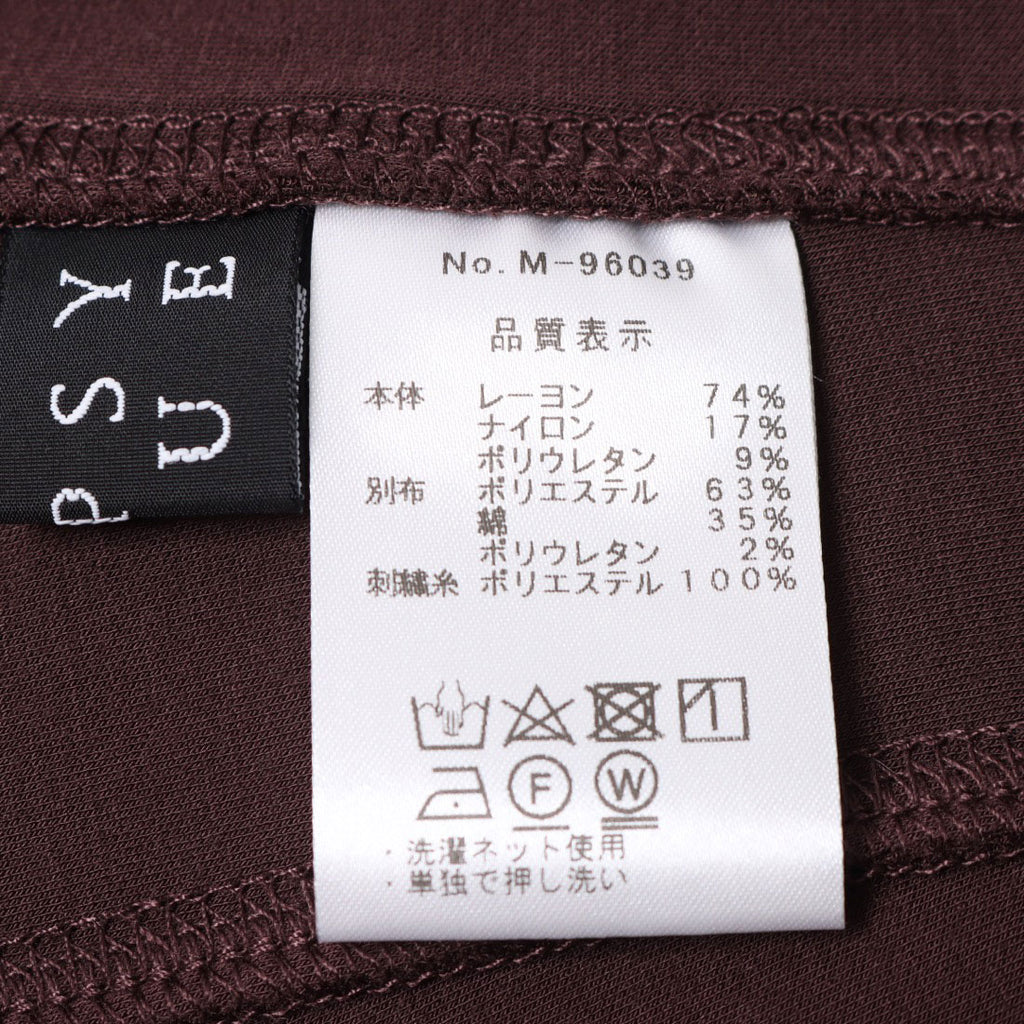 PSY
UE
No. M-96039
品質表示
本体 レーヨン 74%
ナイロン 17%
ポリウレタン 9%
別布 ポリエステル 63%
綿 35%
ポリウレタン 2%
刺繍糸 ポリエステル 100%
F W
・洗濯ネット使用
・単独で押し洗い